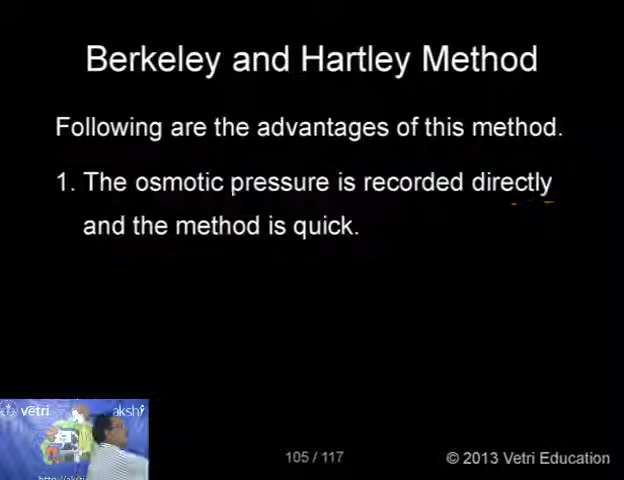 Berkeley and Hartley Method
Following are the advantages of this method.
1. The osmotic pressure is recorded directly
and the method is quick.
vetri
akshi
105 / 117
© 2013 Vetri Education